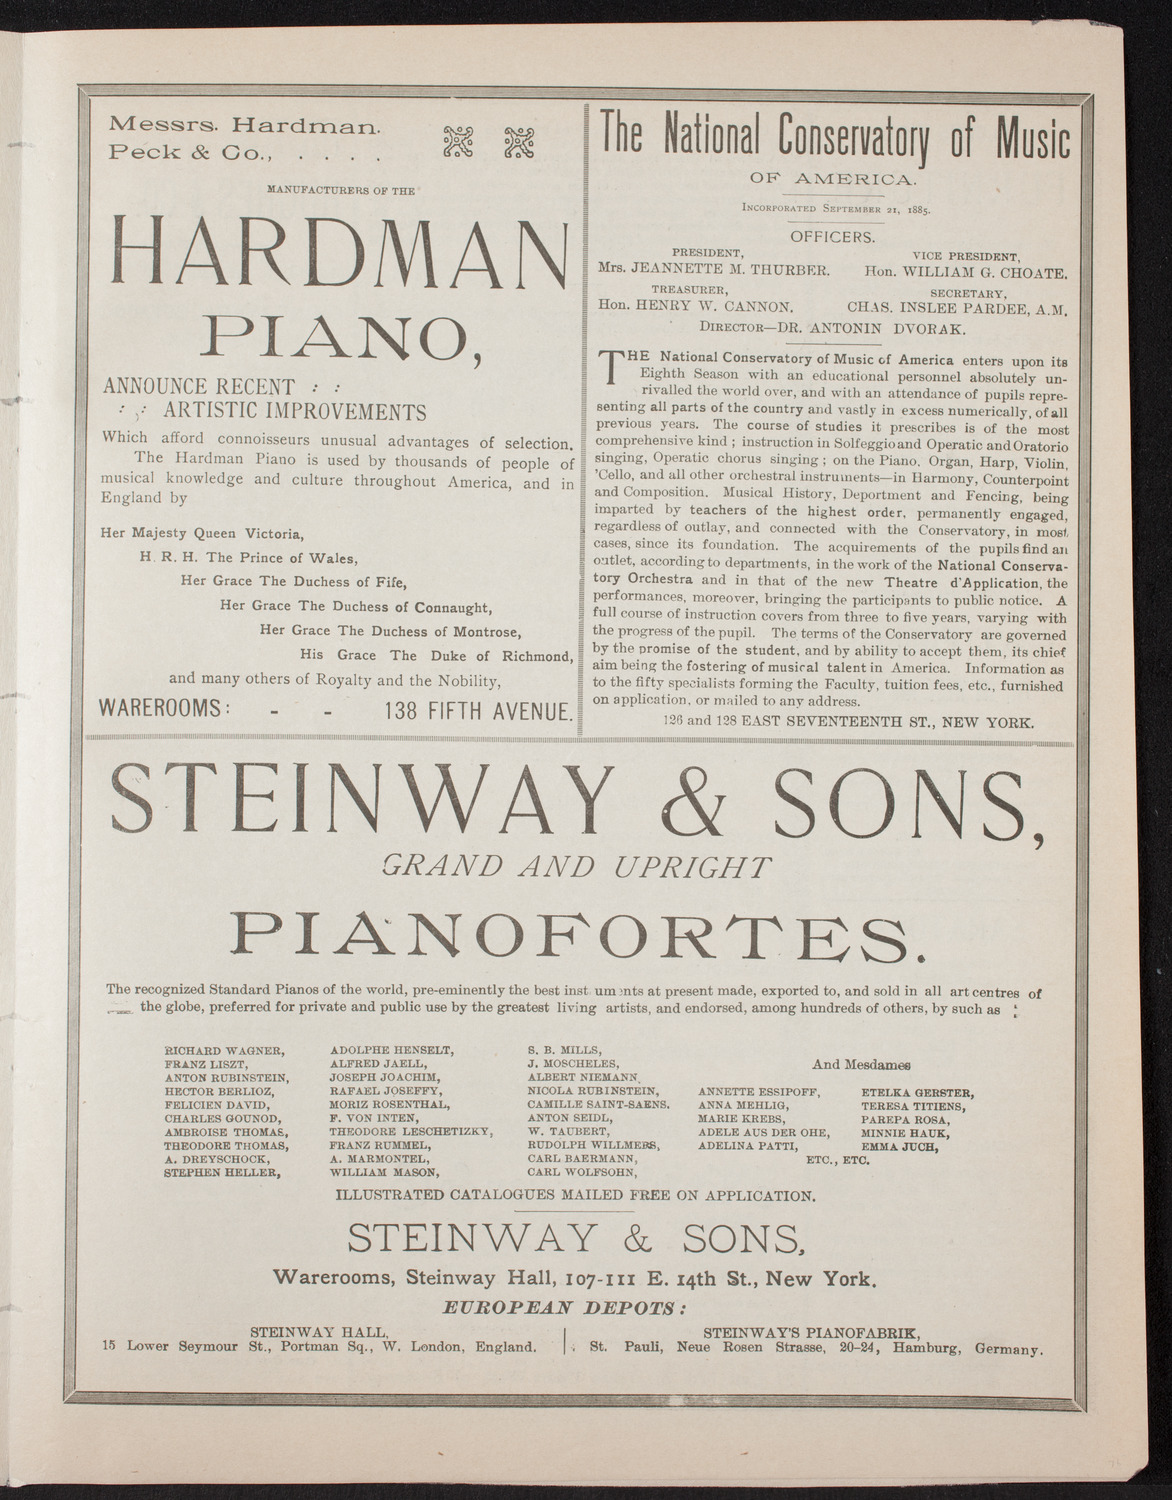 Messrs. Hardman.
Peck & Co., . . . .
MANUFACTURERS OF THE
HARDMAN
PIANO,
ANNOUNCE RECENT : :
: : ARTISTIC IMPROVEMENTS
Which afford connoisseurs unusual advantages of selection.
The Hardman Piano is used by thousands of people of
musical knowledge and culture throughout America, and in
England by
Her Majesty Queen Victoria,
H. R. H. The Prince of Wales,
Her Grace The Duchess of Fife,
Her Grace The Duchess of Connaught,
Her Grace The Duchess of Montrose,
His Grace The Duke of Richmond,
and many others of Royalty and the Nobility,
WAREROOMS: - - 138 FIFTH AVENUE.
The National Conservatory of Music
OF AMERICA.
INCORPORATED SEPTEMBER 21, 1885.
OFFICERS.
PRESIDENT, VICE PRESIDENT,
Mrs. JEANNETTE M. THURBER. Hon. WILLIAM G. CHOATE.
TREASURER, SECRETARY,
Hon. HENRY W. CANNON. CHAS. INSLEE PARDEE, A.M.
DIRECTOR—DR. ANTONIN DVORAK.
THE National Conservatory of Music of America enters upon its
Eighth Season with an educational personnel absolutely un-
rivalled the world over, and with an attendance of pupils repre-
senting all parts of the country and vastly in excess numerically, of all
previous years. The course of studies it prescribes is of the most
comprehensive kind ; instruction in Solfeggio and Operatic and Oratorio
singing, Operatic chorus singing ; on the Piano, Organ, Harp, Violin,
'Cello, and all other orchestral instruments—in Harmony, Counterpoint
and Composition. Musical History, Deportment and Fencing, being
imparted by teachers of the highest order, permanently engaged,
regardless of outlay, and connected with the Conservatory, in most
cases, since its foundation. The acquirements of the pupils find an
outlet, according to departments, in the work of the National Conserva-
tory Orchestra and in that of the new Theatre d'Application, the
performances, moreover, bringing the participants to public notice. A
full course of instruction covers from three to five years, varying with
the progress of the pupil. The terms of the Conservatory are governed
by the promise of the student, and by ability to accept them, its chief
aim being the fostering of musical talent in America. Information as
to the fifty specialists forming the Faculty, tuition fees, etc., furnished
on application, or mailed to any address.
126 and 128 EAST SEVENTEENTH ST., NEW YORK.
STEINWAY & SONS,
GRAND AND UPRIGHT
PIANOFORTES.
The recognized Standard Pianos of the world, pre-eminently the best inst uments at present made, exported to, and sold in all art centres of
the globe, preferred for private and public use by the greatest living artists, and endorsed, among hundreds of others, by such as :
RICHARD WAGNER,
FRANZ LISZT,
ANTON RUBINSTEIN,
HECTOR BERLIOZ,
FELICIEN DAVID,
CHARLES GOUNOD,
AMBROISE THOMAS,
THEODORE THOMAS,
A. DREYSCHOCK,
STEPHEN HELLER,
ADOLPHE HENSELT,
ALFRED JAELL,
JOSEPH JOACHIM,
RAFAEL JOSEFFY,
MORIZ ROSENTHAL,
F. VON INTEN,
THEODORE LESCHETIZKY,
FRANZ RUMMEL,
A. MARMONTEL,
WILLIAM MASON,
S. B. MILLS,
J. MOSCHELES,
ALBERT NIEMANN,
NICOLA RUBINSTEIN,
CAMILLE SAINT-SAENS.
ANTON SEIDL,
W. TAUBERT,
RUDOLPH WILLMERS,
CARL BAERMANN,
CARL WOLFSOHN,
And Mesdames
ANNETTE ESSIPOFF,
ANNA MEHLIG,
MARIE KREBS,
ADELE AUS DER OHE,
ADELINA PATTI,
ETELKA GERSTER,
TERESA TITIENS,
PAREPA ROSA,
MINNIE HAUK,
EMMA JUCH,
ETC., ETC.
ILLUSTRATED CATALOGUES MAILED FREE ON APPLICATION.
STEINWAY & SONS,
Warerooms, Steinway Hall, 107-111 E. 14th St., New York.
EUROPEAN DEPOTS:
STEINWAY HALL,
15 Lower Seymour St., Portman Sq., W. London, England.
STEINWAY'S PIANOFABRIK,
St. Pauli, Neue Rosen Strasse, 20-24, Hamburg, Germany.